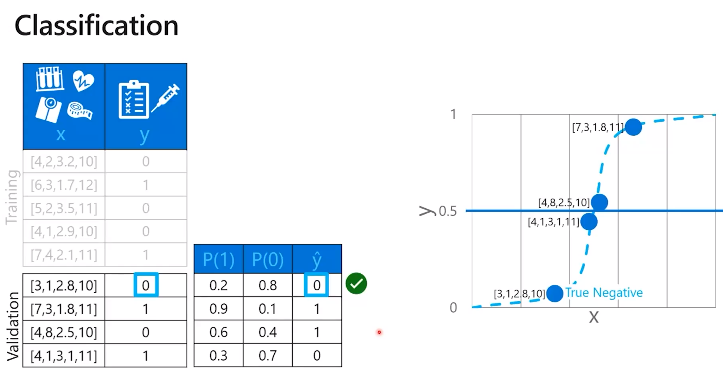 Classification
x y
Training
[4,2,3.2,10] 0
[6,3,1.7,12] 1
[5,2,3.5,11] 0
[4,1,2.9,10] 0
[7,4,2.1,11] 1
Validation
[3,1,2.8,10] 0
[7,3,1.8,11] 1
[4,8,2.5,10] 0
[4,1,3,1,11] 1
P(1) P(0) ŷ
0.2 0.8 0
0.9 0.1 1
0.6 0.4 1
0.3 0.7 0
1
[7,3,1.8,11]
[4,8,2.5,10]
y 0.5
[4,1,3,1,11]
[3,1,2.8,10] True Negative
0
x